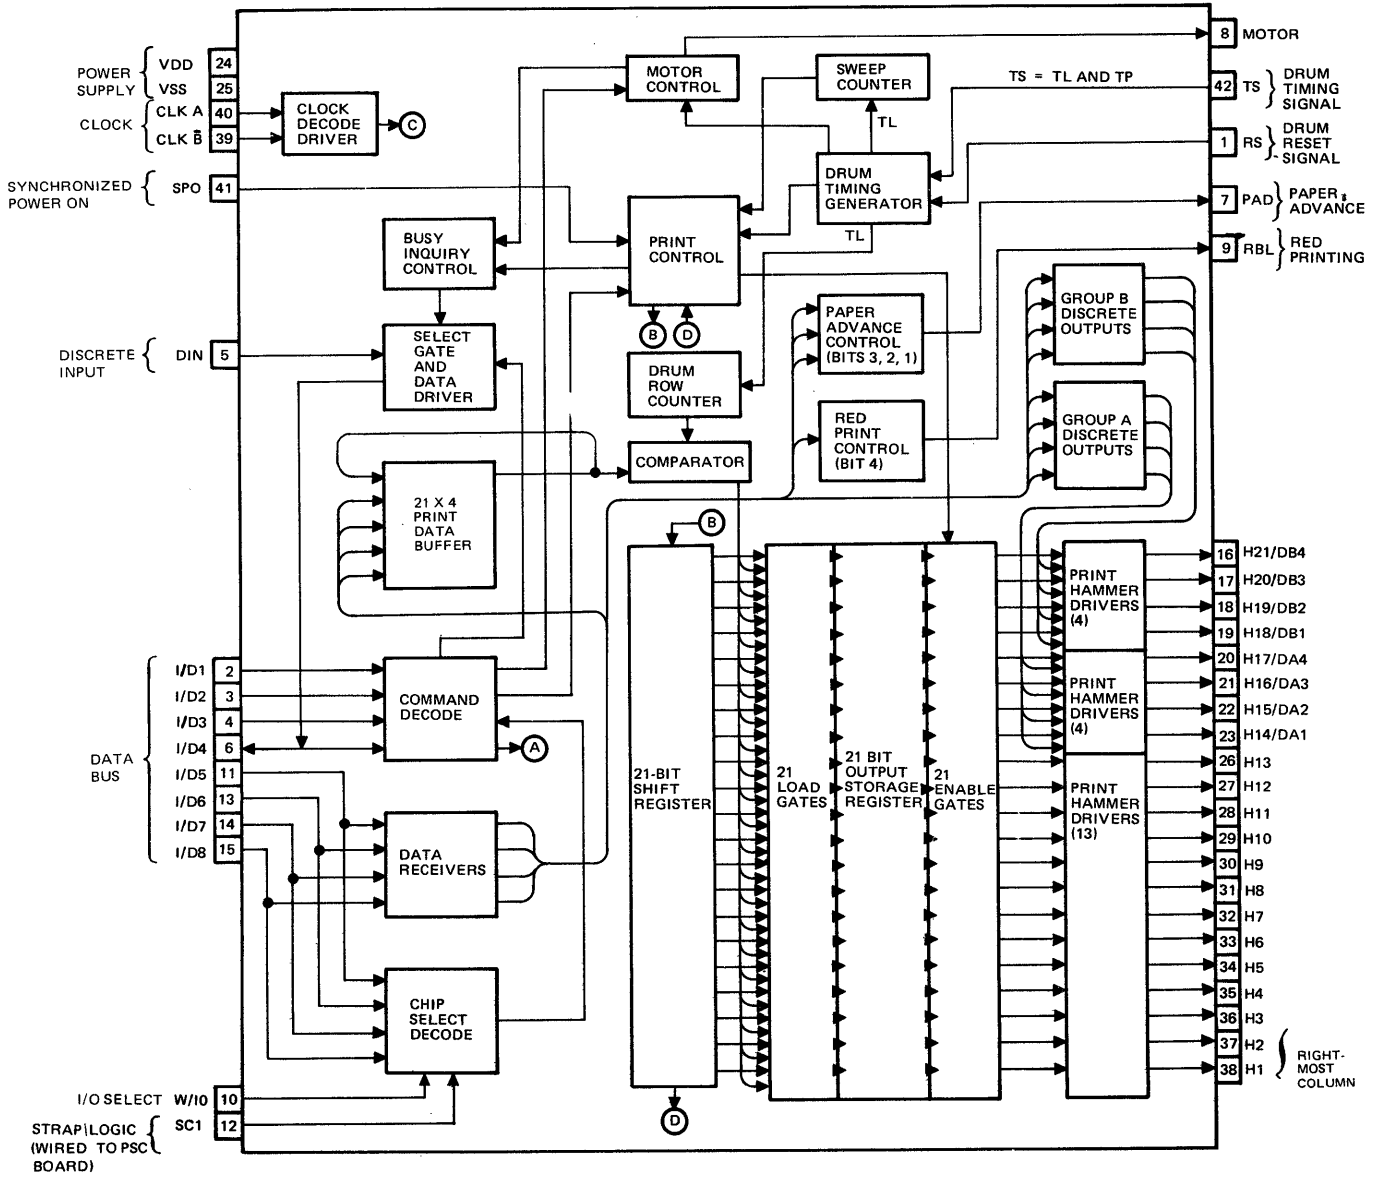 POWER
SUPPLY
VDD 24
VSS 25
CLOCK
CLK A 40
CLK B̅ 39
CLOCK
DECODE
DRIVER
C
SYNCHRONIZED
POWER ON
SPO 41
DISCRETE
INPUT
DIN 5
BUSY
INQUIRY
CONTROL
SELECT
GATE
AND
DATA
DRIVER
21 X 4
PRINT
DATA
BUFFER
DATA
BUS
I/D1 2
I/D2 3
I/D3 4
I/D4 6
I/D5 11
I/D6 13
I/D7 14
I/D8 15
COMMAND
DECODE
A
DATA
RECEIVERS
CHIP
SELECT
DECODE
I/O SELECT W/IO 10
SC1 12
STRAP\LOGIC
(WIRED TO PSC
BOARD)
MOTOR
CONTROL
SWEEP
COUNTER
TL
DRUM
TIMING
GENERATOR
TL
TS = TL AND TP
PRINT
CONTROL
B
D
DRUM
ROW
COUNTER
COMPARATOR
PAPER
ADVANCE
CONTROL
(BITS 3, 2, 1)
RED
PRINT
CONTROL
(BIT 4)
GROUP B
DISCRETE
OUTPUTS
GROUP A
DISCRETE
OUTPUTS
B
21-BIT
SHIFT
REGISTER
D
21
LOAD
GATES
21 BIT
OUTPUT
STORAGE
REGISTER
21
ENABLE
GATES
PRINT
HAMMER
DRIVERS
(4)
PRINT
HAMMER
DRIVERS
(4)
PRINT
HAMMER
DRIVERS
(13)
8 MOTOR
42 TS
DRUM
TIMING
SIGNAL
1 RS
DRUM
RESET
SIGNAL
7 PAD
PAPER
ADVANCE
9 RBL
RED
PRINTING
16 H21/DB4
17 H20/DB3
18 H19/DB2
19 H18/DB1
20 H17/DA4
21 H16/DA3
22 H15/DA2
23 H14/DA1
26 H13
27 H12
28 H11
29 H10
30 H9
31 H8
32 H7
33 H6
34 H5
35 H4
36 H3
37 H2
38 H1
RIGHT-
MOST
COLUMN